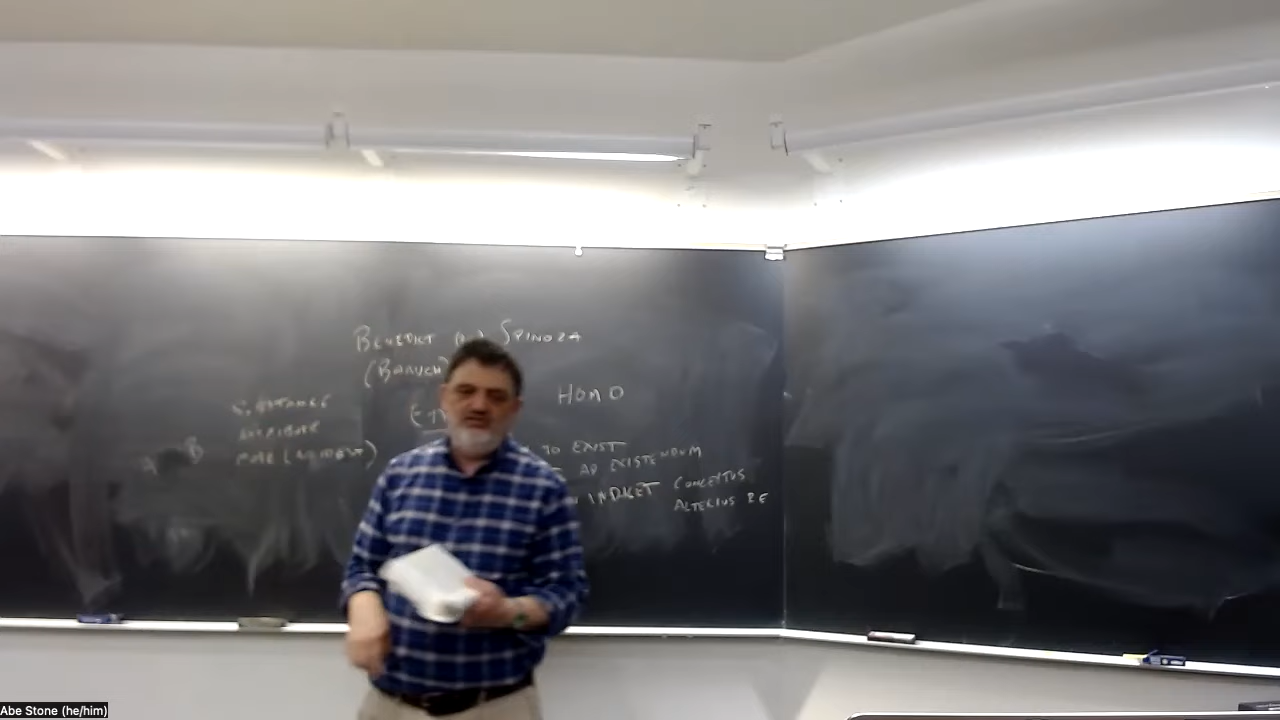 BENEDICT SPINOZA
(BARUCH)
HOMO
SUBSTANCE
ATTRIBUTE
B TO EXIST
A MODE (ACCIDENT) AD EXISTENDUM
INDIGET CONCEPTUS
ALTERIUS RE
Abe Stone (he/him)